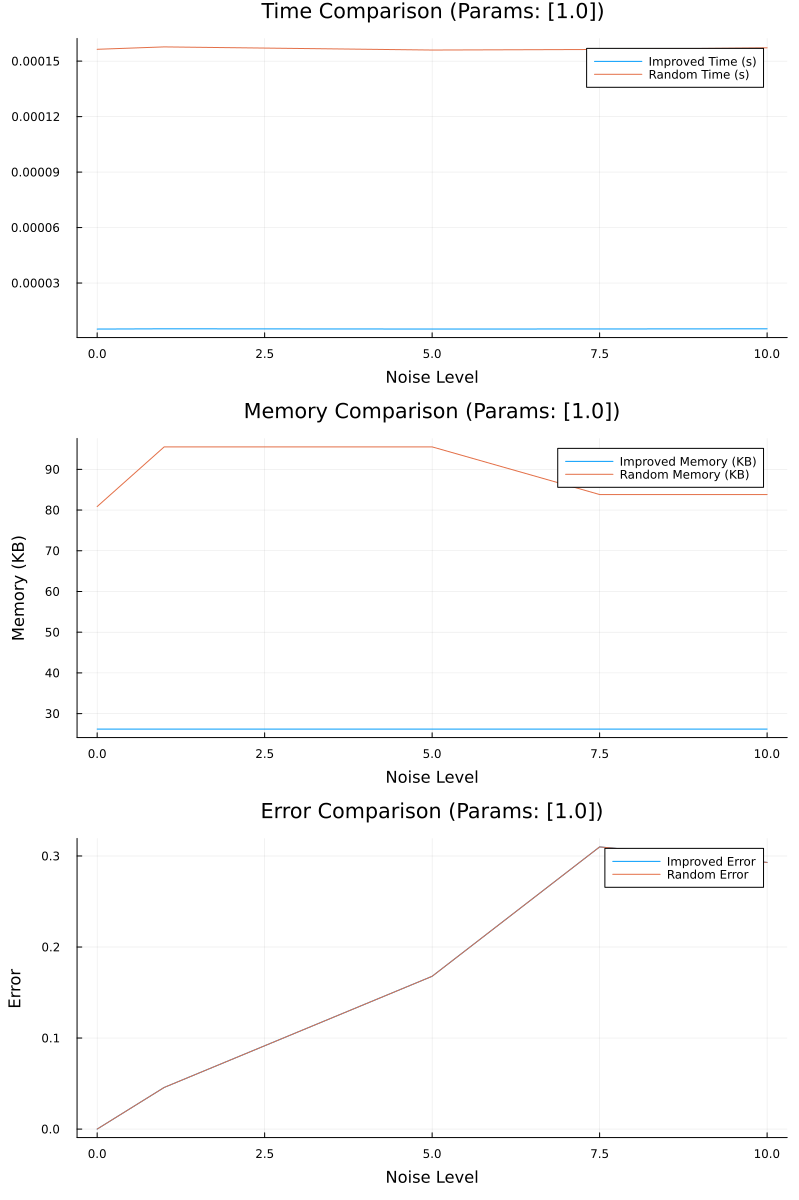 Time Comparison (Params: [1.0])
0.00015
0.00012
0.00009
0.00006
0.00003
Improved Time (s)
Random Time (s)
0.0 2.5 5.0 7.5 10.0
Noise Level
Memory Comparison (Params: [1.0])
Memory (KB)
90
80
70
60
50
40
30
Improved Memory (KB)
Random Memory (KB)
0.0 2.5 5.0 7.5 10.0
Noise Level
Error Comparison (Params: [1.0])
Error
0.3
0.2
0.1
0.0
Improved Error
Random Error
0.0 2.5 5.0 7.5 10.0
Noise Level